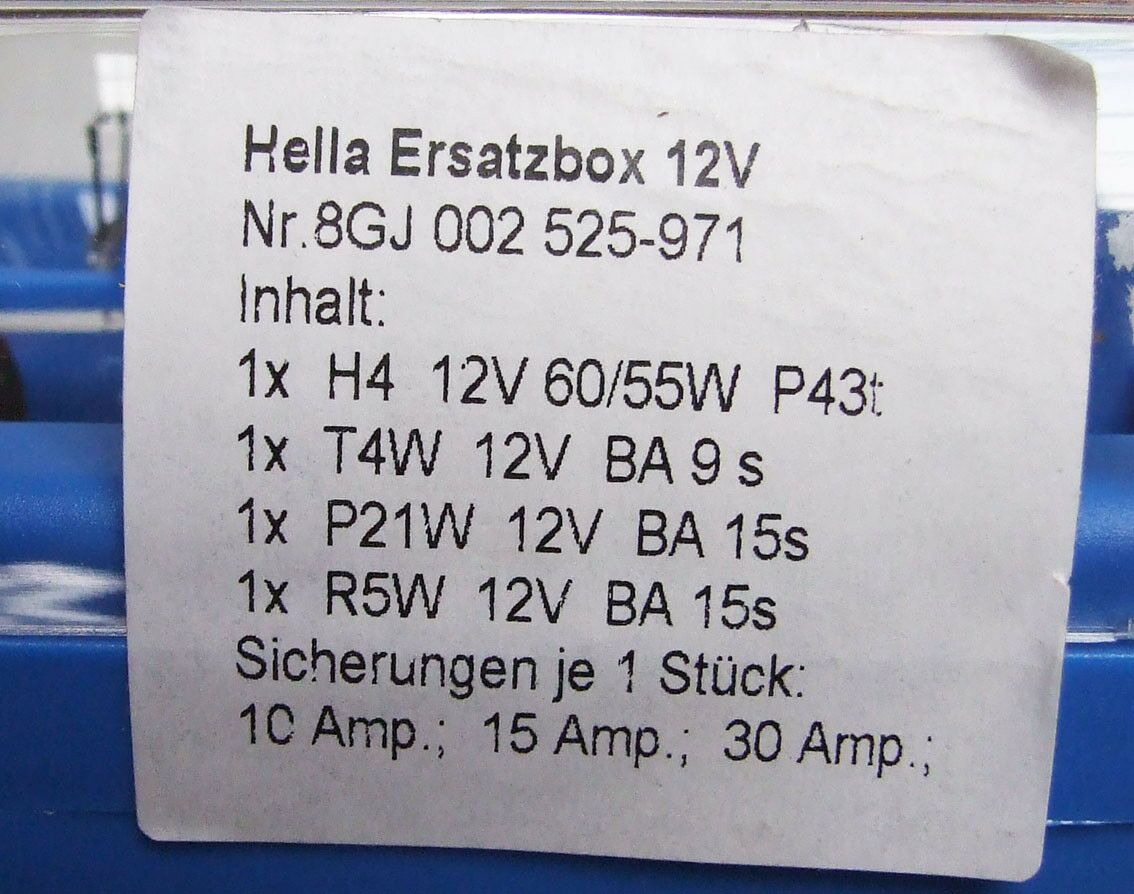 Hella Ersatzbox 12V
Nr.8GJ 002 525-971
Inhalt:
1x H4 12V 60/55W P43t
1x T4W 12V BA 9 s
1x P21W 12V BA 15s
1x R5W 12V BA 15s
Sicherungen je 1 Stück:
10 Amp.; 15 Amp.; 30 Amp.;